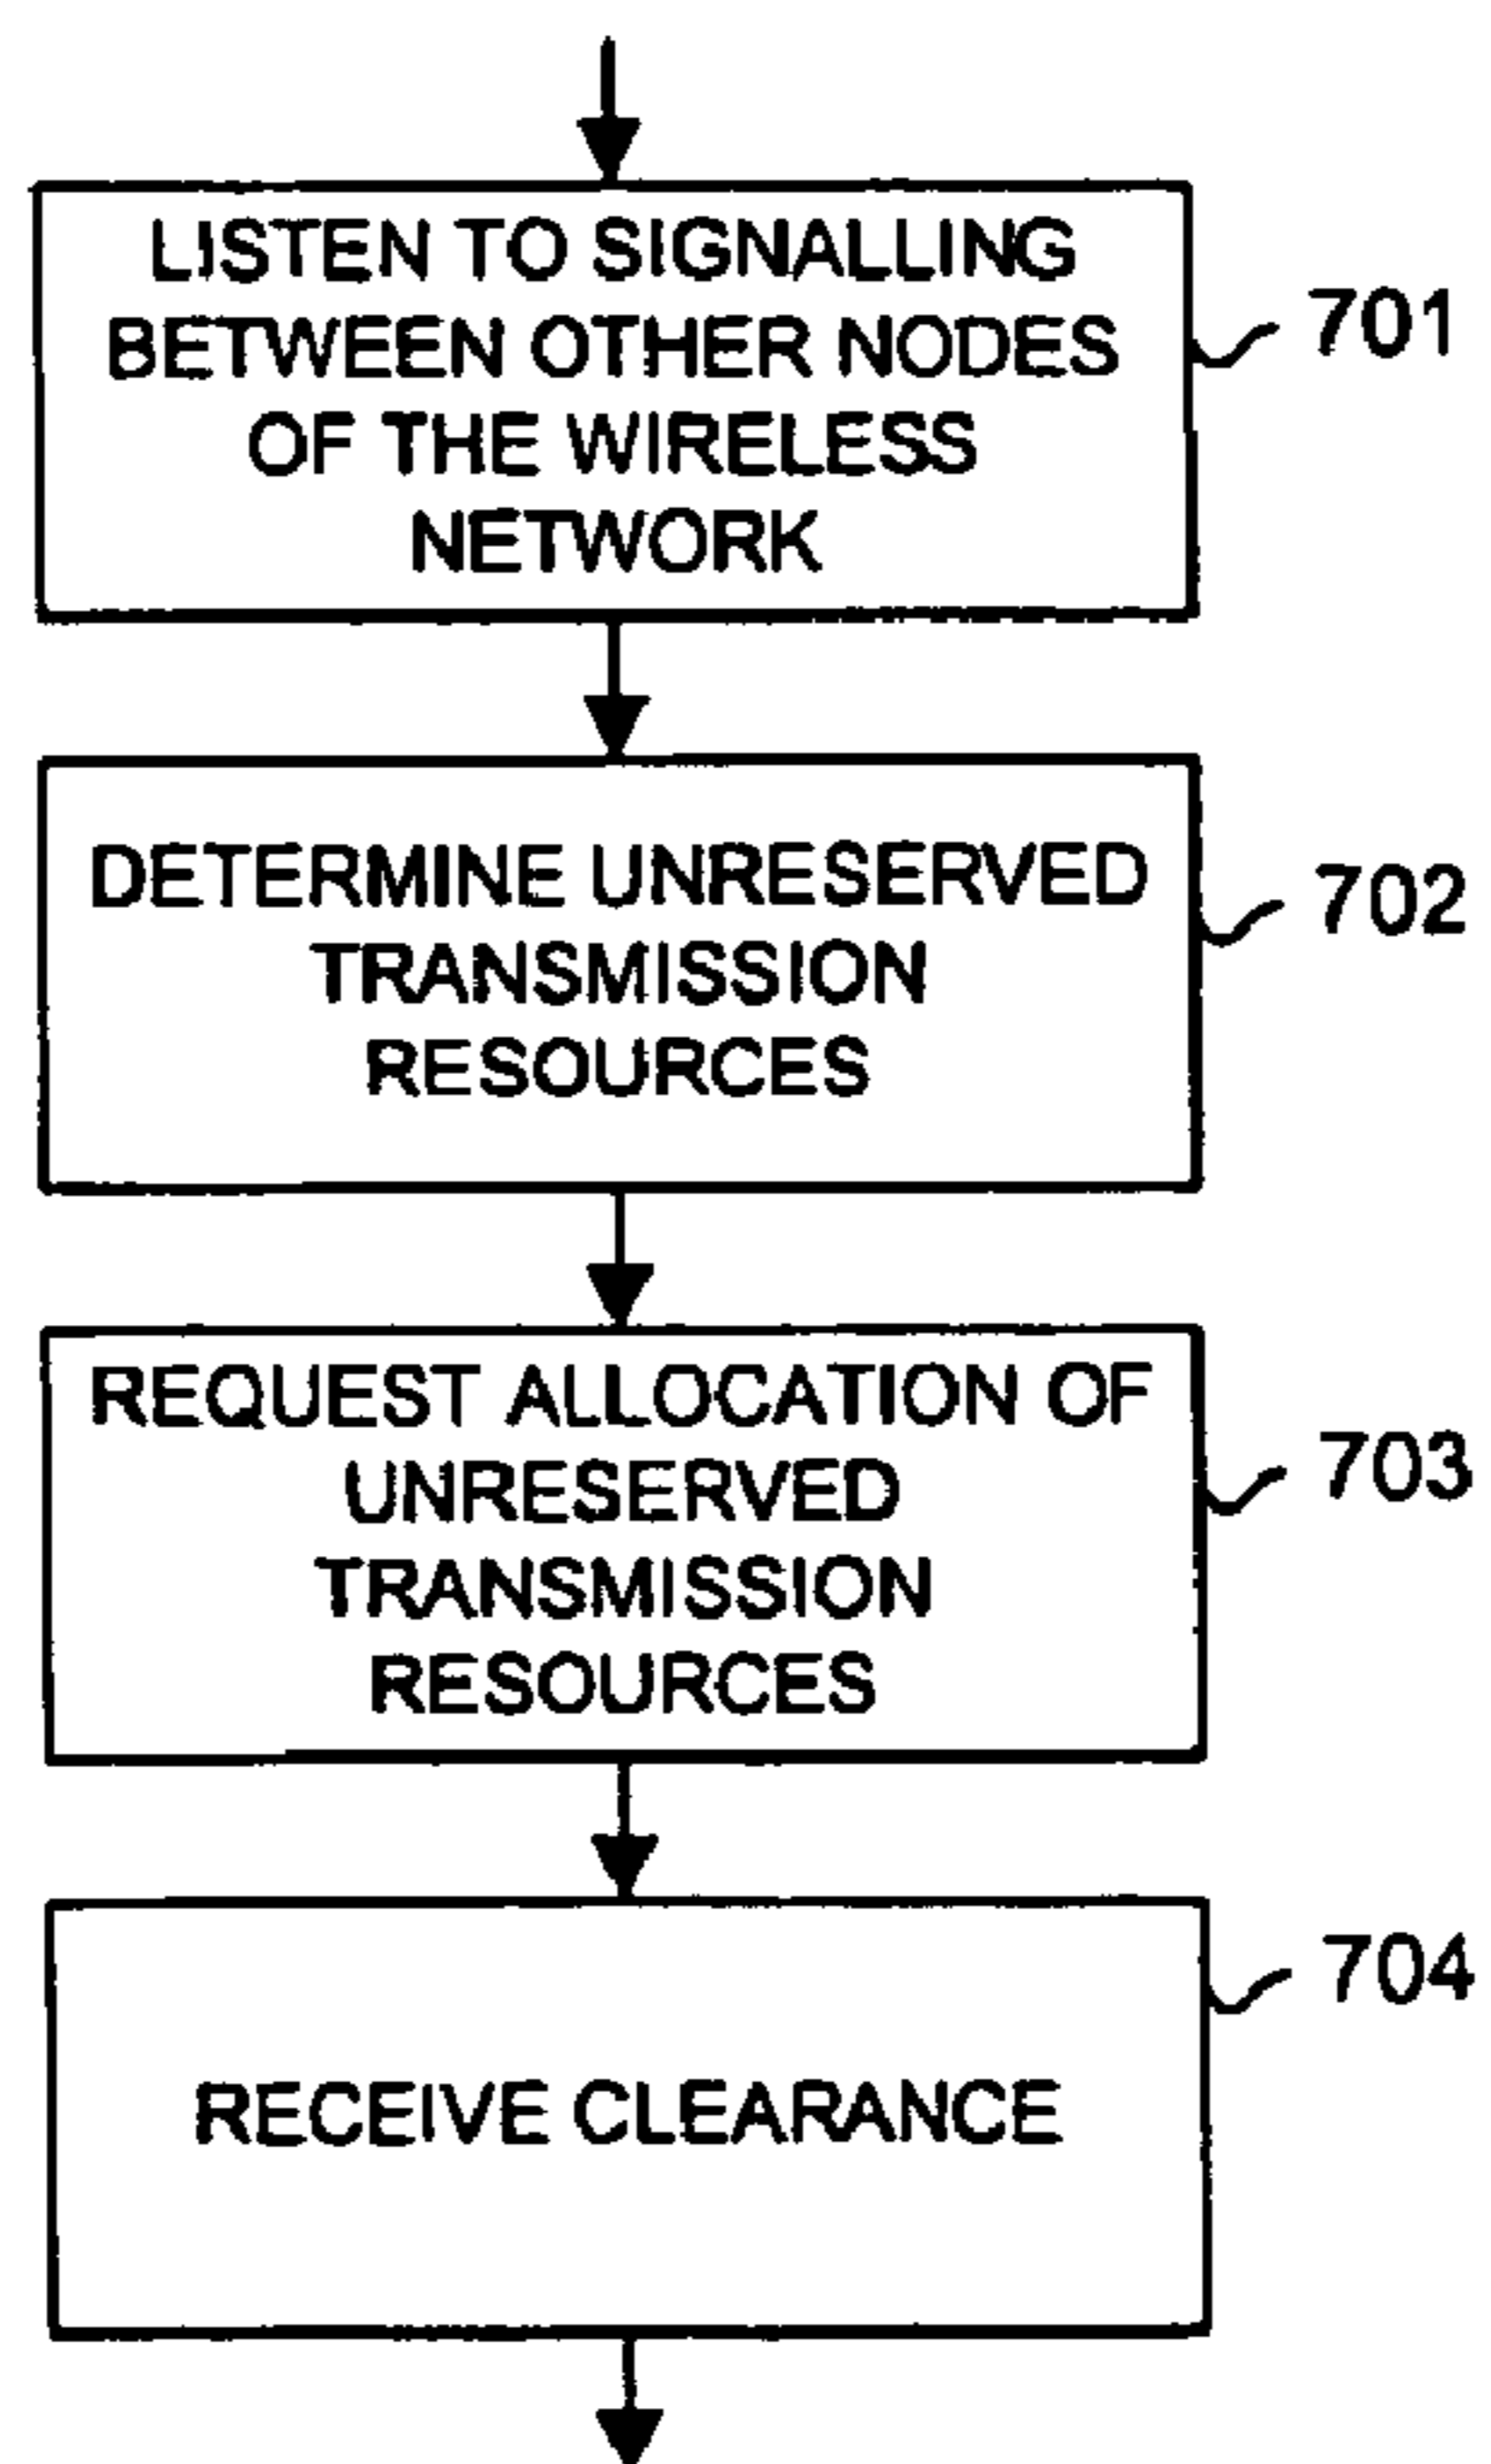 LISTEN TO SIGNALLING
BETWEEN OTHER NODES
OF THE WIRELESS
NETWORK
701
DETERMINE UNRESERVED
TRANSMISSION
RESOURCES
702
REQUEST ALLOCATION OF
UNRESERVED
TRANSMISSION
RESOURCES
703
RECEIVE CLEARANCE
704